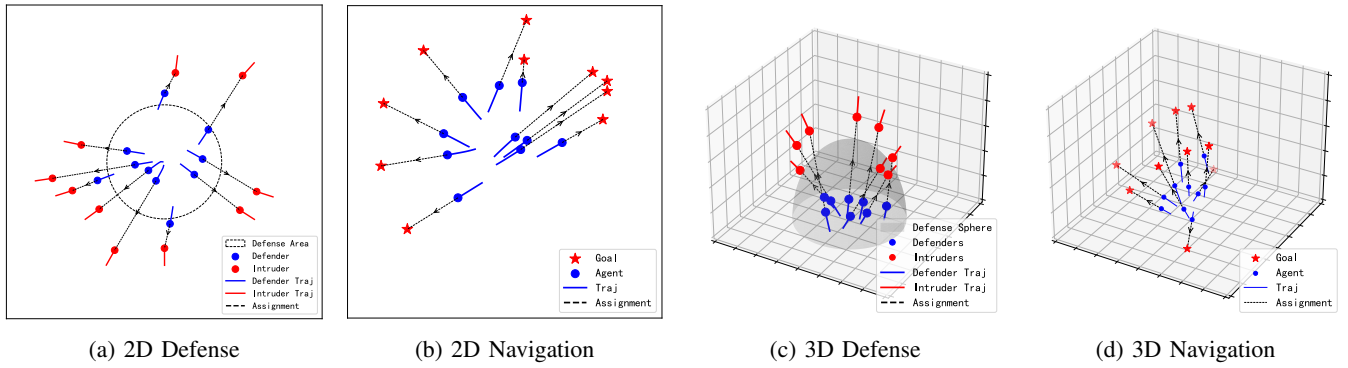 Defense Area
Defender
Intruder
Defender Traj
Intruder Traj
Assignment
Goal
Agent
Traj
Assignment
Defense Sphere
Defenders
Intruders
Defender Traj
Intruder Traj
Assignment
Goal
Agent
Traj
Assignment
(a) 2D Defense
(b) 2D Navigation
(c) 3D Defense
(d) 3D Navigation